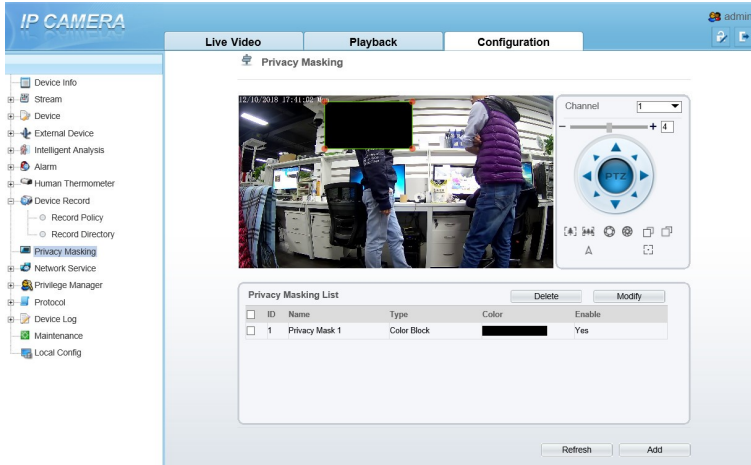 IP CAMERA
admin
Live Video Playback Configuration
Privacy Masking
Device Info
Stream
Device
External Device
Intelligent Analysis
Alarm
Human Thermometer
Device Record
Record Policy
Record Directory
Privacy Masking
Network Service
Privilege Manager
Protocol
Device Log
Maintenance
Local Config
12/10/2018 17:41:02 M
Channel 1
4
PTZ
A
Privacy Masking List Delete Modify
ID Name Type Color Enable
1 Privacy Mask 1 Color Block Yes
Refresh Add